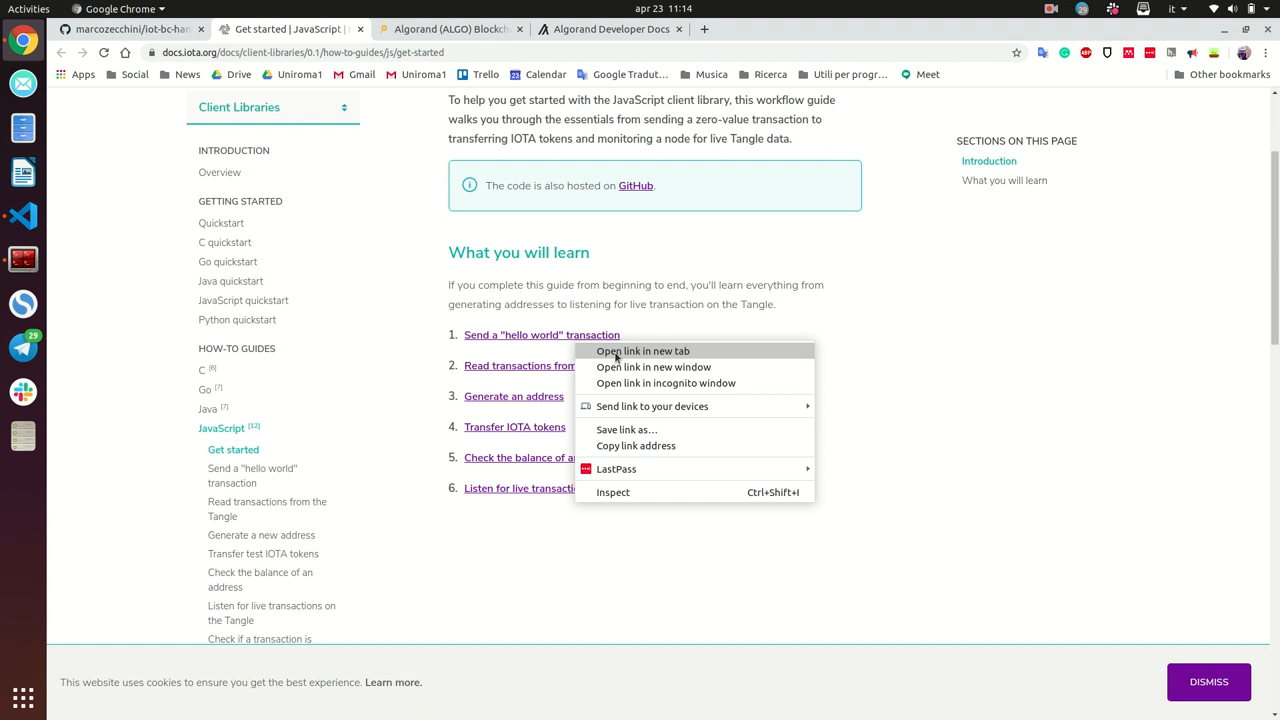 Activities
Google Chrome
apr 23 11:14
29
it
marcozecchini/iot-bc-han
Get started | JavaScript |
Algorand (ALGO) Blockch
Algorand Developer Docs
docs.iota.org/docs/client-libraries/0.1/how-to-guides/js/get-started
Apps
Social
News
Drive
Uniroma1
Gmail
Uniroma1
Trello
Calendar
Google Tradut...
Musica
Ricerca
Utili per progr...
Meet
Other bookmarks
Client Libraries
INTRODUCTION
Overview
GETTING STARTED
Quickstart
C quickstart
Go quickstart
Java quickstart
JavaScript quickstart
Python quickstart
HOW-TO GUIDES
C [6]
Go [7]
Java [7]
JavaScript [12]
Get started
Send a "hello world"
transaction
Read transactions from the
Tangle
Generate a new address
Transfer test IOTA tokens
Check the balance of an
address
Listen for live transactions on
the Tangle
Check if a transaction is
To help you get started with the JavaScript client library, this workflow guide
walks you through the essentials from sending a zero-value transaction to
transferring IOTA tokens and monitoring a node for live Tangle data.
The code is also hosted on GitHub.
What you will learn
If you complete this guide from beginning to end, you'll learn everything from
generating addresses to listening for live transaction on the Tangle.
1. Send a "hello world" transaction
2. Read transactions from
3. Generate an address
4. Transfer IOTA tokens
5. Check the balance of a
6. Listen for live transacti
Open link in new tab
Open link in new window
Open link in incognito window
Send link to your devices
Save link as...
Copy link address
LastPass
Inspect Ctrl+Shift+I
SECTIONS ON THIS PAGE
Introduction
What you will learn
29
This website uses cookies to ensure you get the best experience. Learn more.
DISMISS